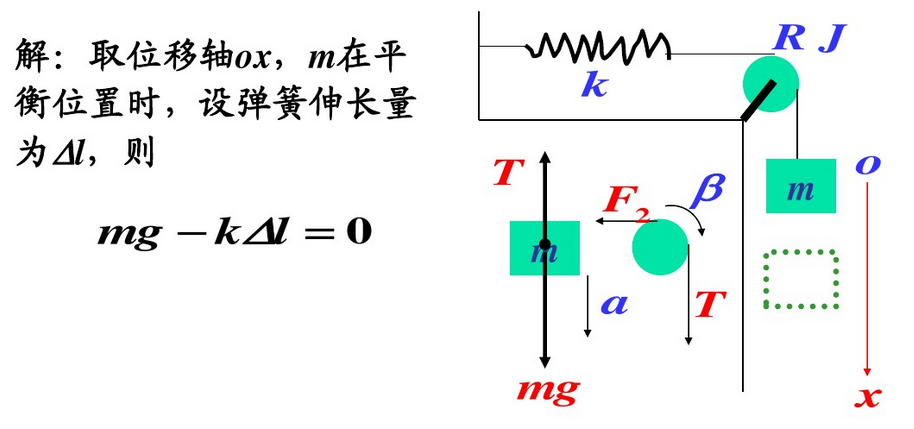 解：取位移轴ox，m在平
衡位置时，设弹簧伸长量
为Δl，则
mg − kΔl = 0
R J
k
m
o
T
F₂
β
m
a
T
mg
x